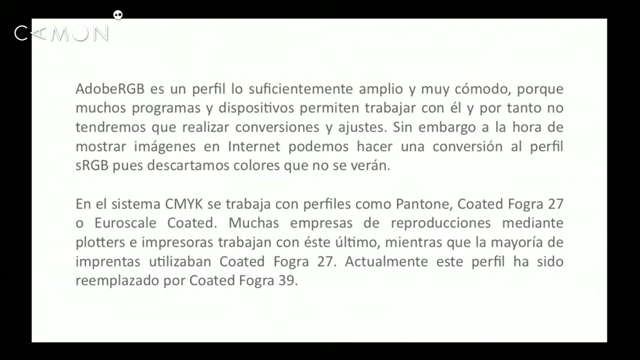 CAMON
AdobeRGB es un perfil lo suficientemente amplio y muy cómodo, porque
muchos programas y dispositivos permiten trabajar con él y por tanto no
tendremos que realizar conversiones y ajustes. Sin embargo a la hora de
mostrar imágenes en Internet podemos hacer una conversión al perfil
sRGB pues descartamos colores que no se verán.
En el sistema CMYK se trabaja con perfiles como Pantone, Coated Fogra 27
o Euroscale Coated. Muchas empresas de reproducciones mediante
plotters e impresoras trabajan con éste último, mientras que la mayoría de
imprentas utilizaban Coated Fogra 27. Actualmente este perfil ha sido
reemplazado por Coated Fogra 39.